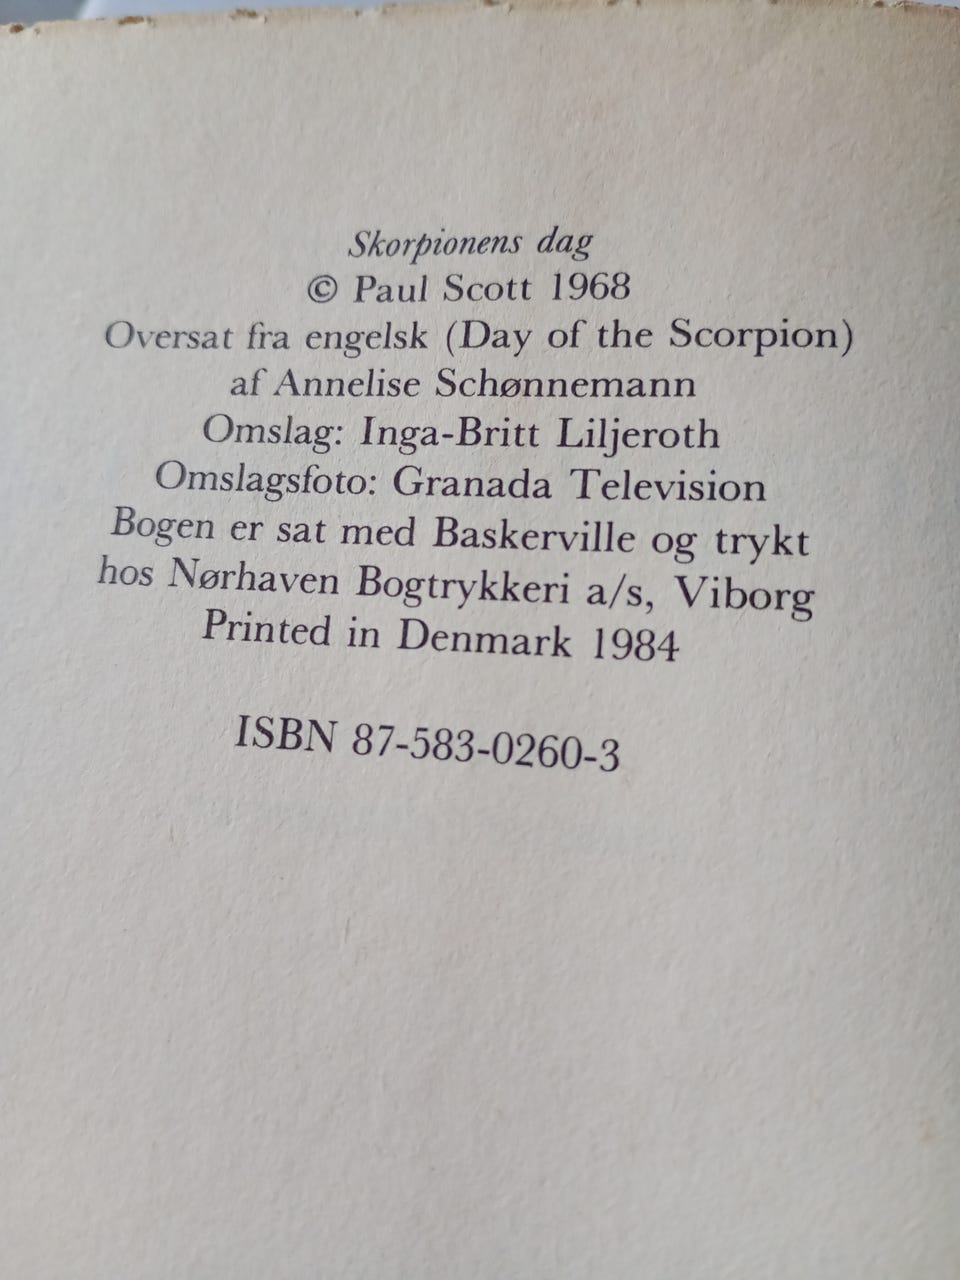 Skorpionens dag
© Paul Scott 1968
Oversat fra engelsk (Day of the Scorpion)
af Annelise Schønnemann
Omslag: Inga-Britt Liljeroth
Omslagsfoto: Granada Television
Bogen er sat med Baskerville og trykt
hos Nørhaven Bogtrykkeri a/s, Viborg
Printed in Denmark 1984
ISBN 87-583-0260-3